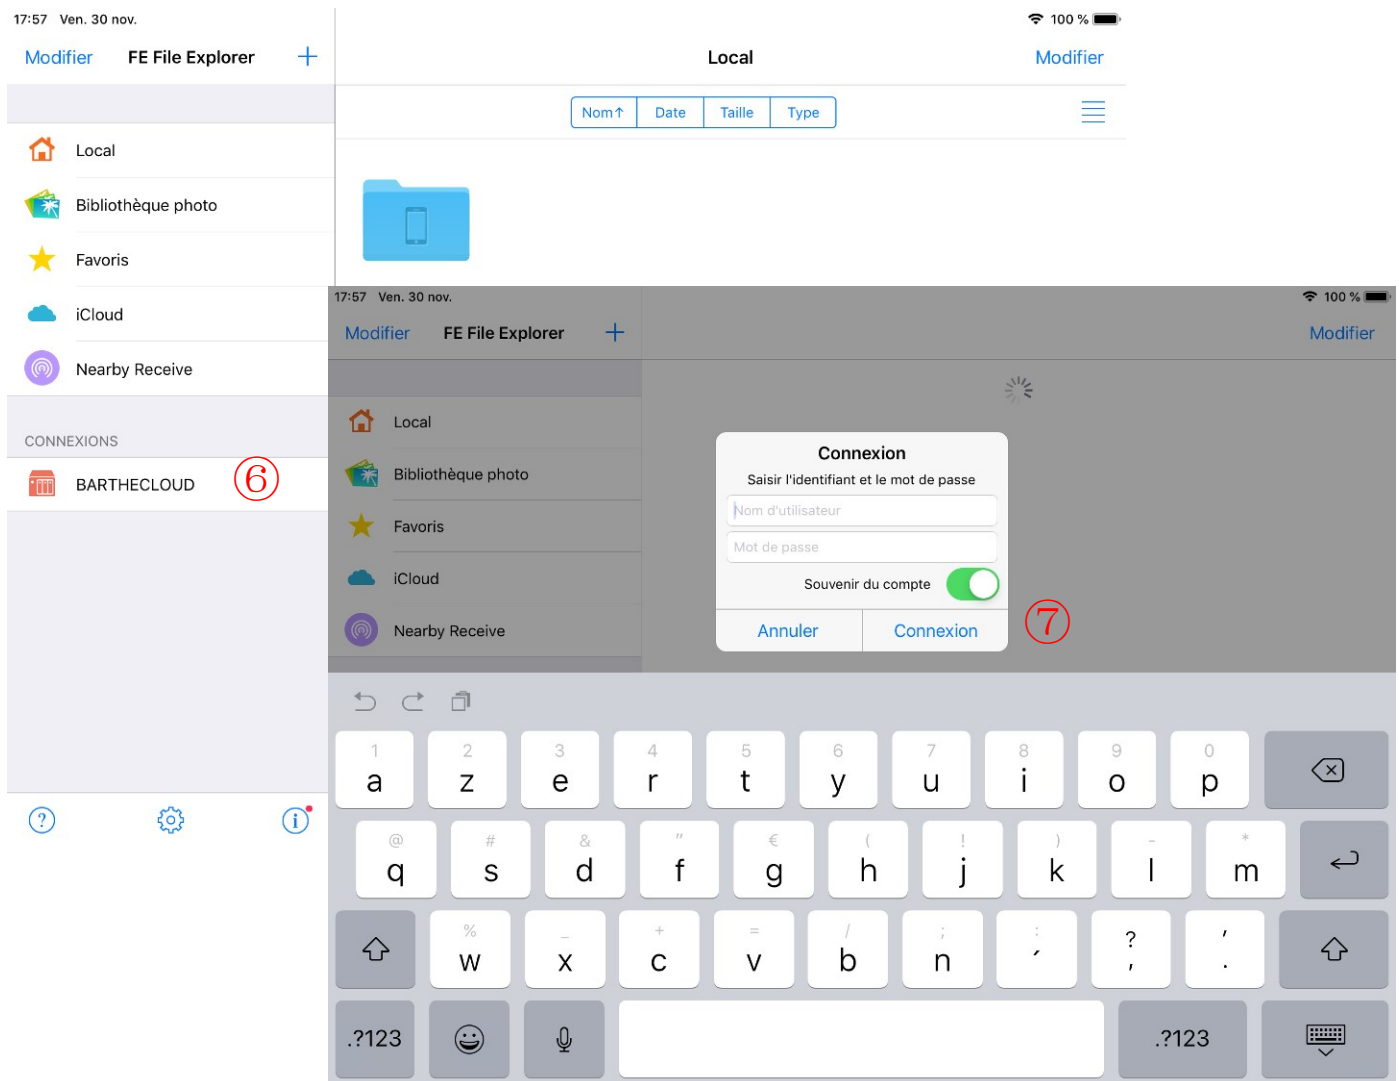 17:57 Ven. 30 nov.
100 %
Modifier
FE File Explorer
+
Local
Modifier
Nom↑
Date
Taille
Type
Local
Bibliothèque photo
Favoris
iCloud
Nearby Receive
CONNEXIONS
BARTHECLOUD
⑥
?
i
17:57 Ven. 30 nov.
100 %
Modifier
FE File Explorer
+
Modifier
Local
Bibliothèque photo
Favoris
iCloud
Nearby Receive
Connexion
Saisir l'identifiant et le mot de passe
Nom d'utilisateur
Mot de passe
Souvenir du compte
Annuler
Connexion
⑦
1 2 3 4 5 6 7 8 9 0
a z e r t y u i o p
@ # & " € ( ! ) - *
q s d f g h j k l m
% _ + = / ; : ? '
w x c v b n ´ , .
.?123
.?123